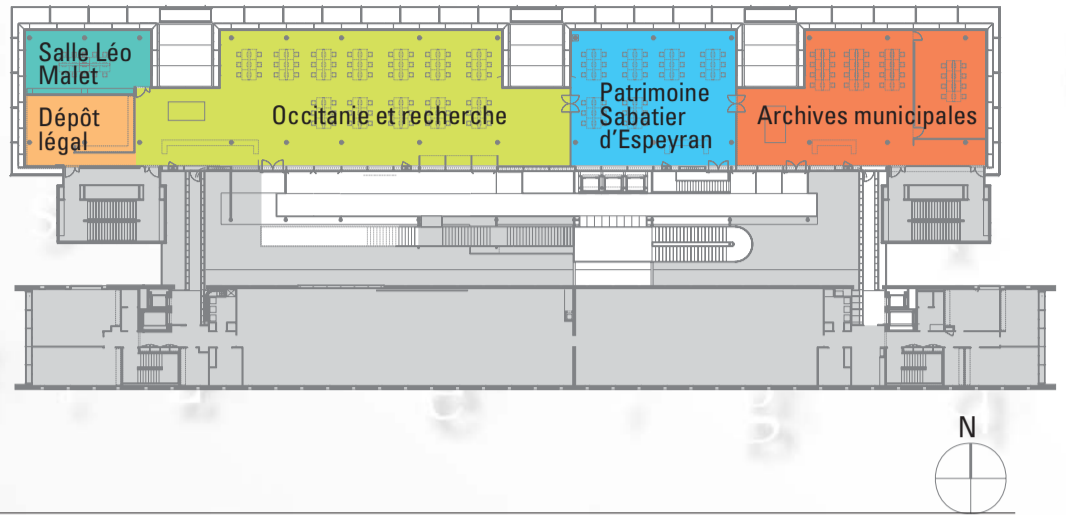 Salle Léo
Malet
Dépôt
légal
Occitanie et recherche
Patrimoine
Sabatier
d'Espeyran
Archives municipales
N